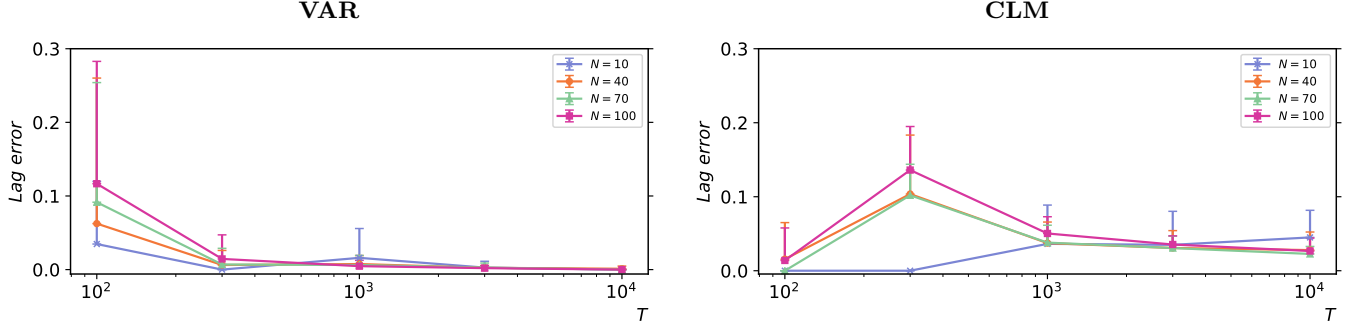 VAR
Lag error
0.3
0.2
0.1
0.0
10²
10³
10⁴
T
N = 10
N = 40
N = 70
N = 100
CLM
Lag error
0.3
0.2
0.1
0.0
10²
10³
10⁴
T
N = 10
N = 40
N = 70
N = 100